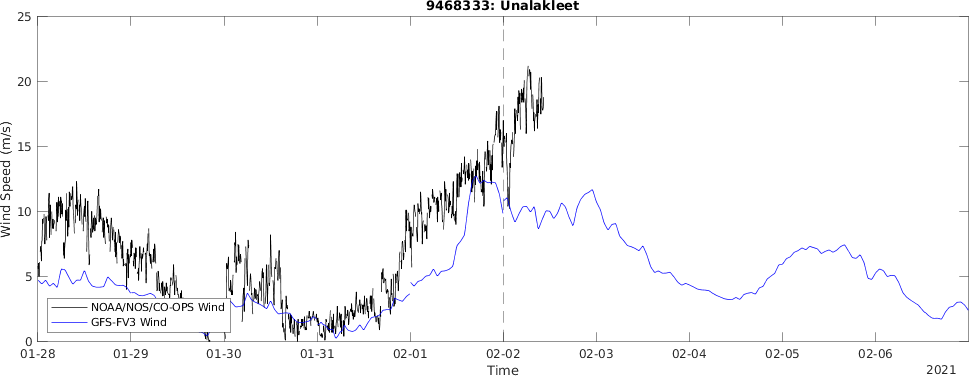 9468333: Unalakleet
25
20
15
10
5
0
Wind Speed (m/s)
NOAA/NOS/CO-OPS Wind
GFS-FV3 Wind
01-28 01-29 01-30 01-31 02-01 02-02 02-03 02-04 02-05 02-06
Time
2021